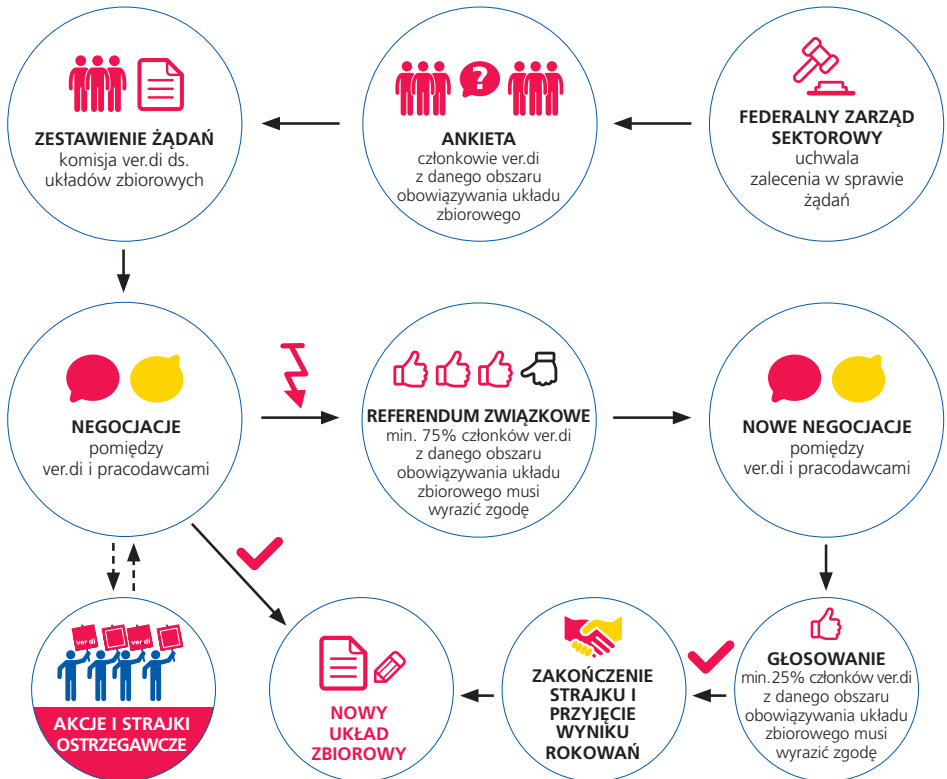 ZESTAWIENIE ŻĄDAŃ
komisja ver.di ds.
układów zbiorowych
?
ANKIETA
członkowie ver.di
z danego obszaru
obowiązywania układu
zbiorowego
FEDERALNY ZARZĄD
SEKTOROWY
uchwala
zalecenia w sprawie
żądań
NEGOCJACJE
pomiędzy
ver.di i pracodawcami
REFERENDUM ZWIĄZKOWE
min. 75% członków ver.di
z danego obszaru
obowiązywania układu
zbiorowego musi
wyrazić zgodę
NOWE NEGOCJACJE
pomiędzy
ver.di i pracodawcami
ver di
ver di
AKCJE I STRAJKI
OSTRZEGAWCZE
NOWY
UKŁAD
ZBIOROWY
ZAKOŃCZENIE
STRAJKU I
PRZYJĘCIE
WYNIKU
ROKOWAŃ
GŁOSOWANIE
min.25% członków ver.di
z danego obszaru
obowiązywania układu
zbiorowego musi
wyrazić zgodę